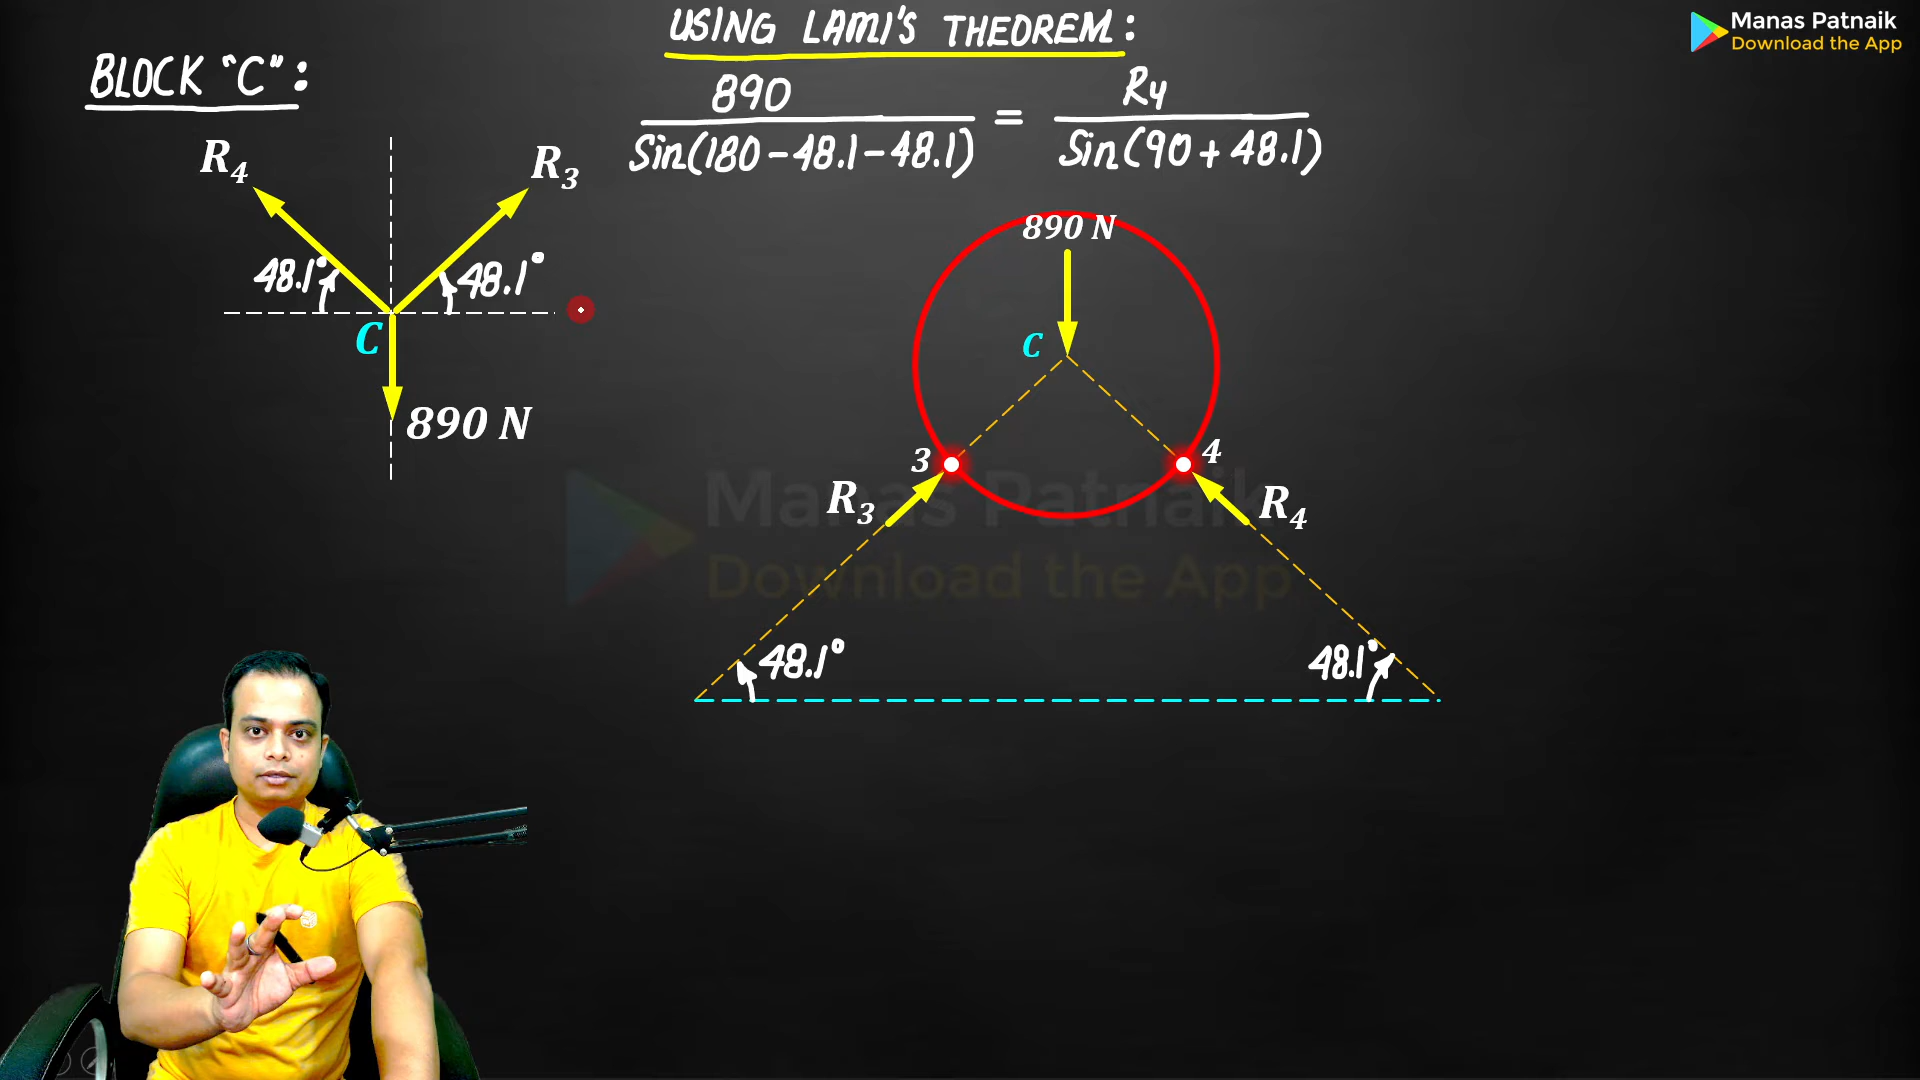 USING LAMI'S THEOREM:
Manas Patnaik
Download the App
BLOCK "C":
890
Sin(180-48.1-48.1)
=
R4
Sin(90+48.1)
R4
R3
48.1°
48.1°
C
890 N
890 N
C
3
4
R3
R4
Manas Patnaik
Download the App
48.1°
48.1°